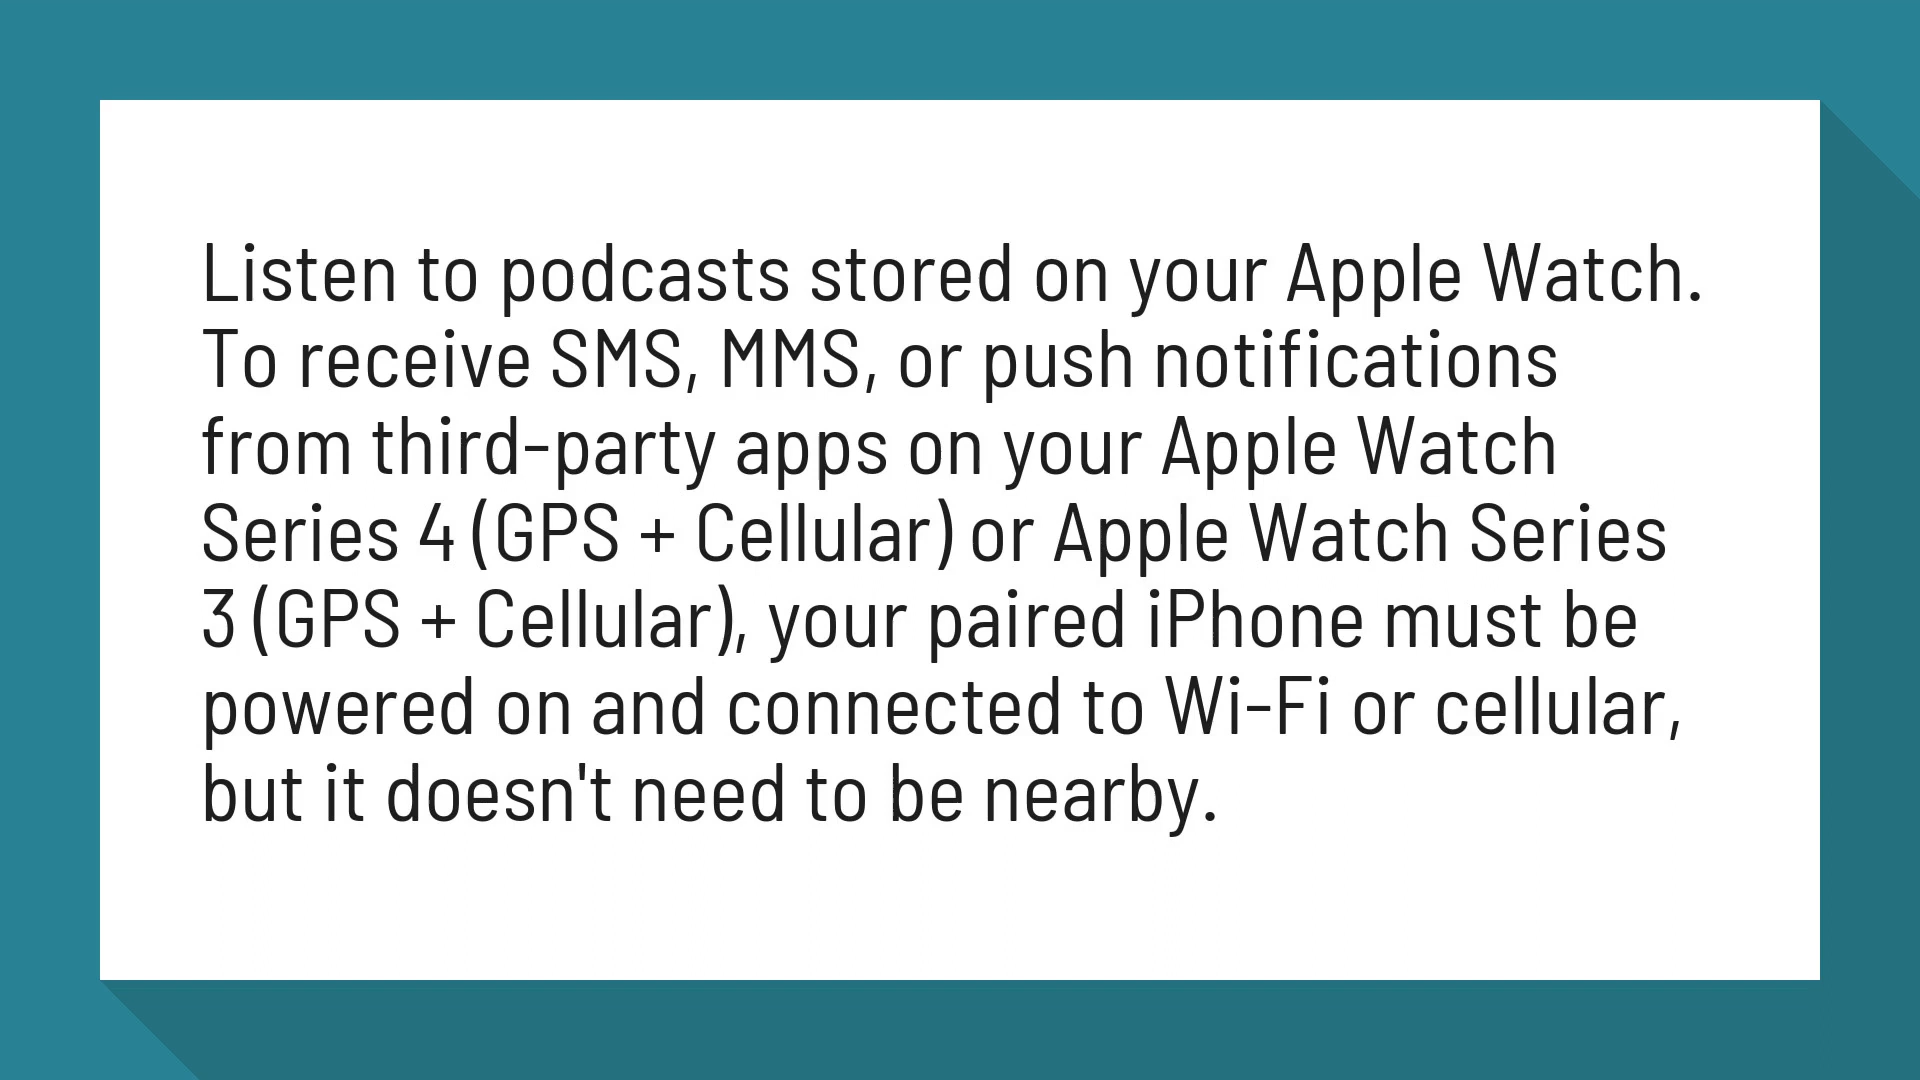 Listen to podcasts stored on your Apple Watch.
To receive SMS, MMS, or push notifications
from third-party apps on your Apple Watch
Series 4 (GPS + Cellular) or Apple Watch Series
3 (GPS + Cellular), your paired iPhone must be
powered on and connected to Wi-Fi or cellular,
but it doesn't need to be nearby.